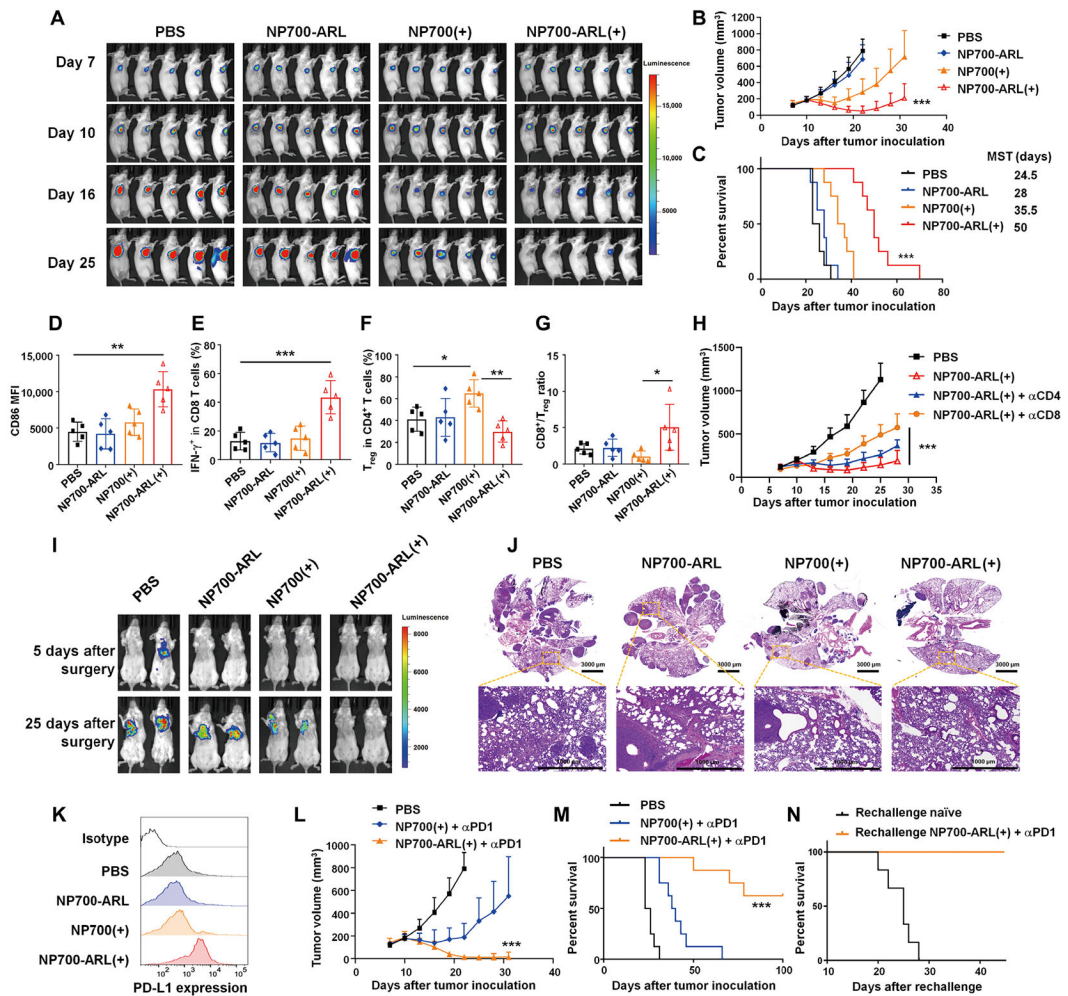 A
PBS
NP700-ARL
NP700(+)
NP700-ARL(+)
Day 7
Day 10
Day 16
Day 25
Luminescence
15,000
10,000
5000
B
Tumor volume (mm³)
1200
1000
800
600
400
200
0
0 10 20 30 40
Days after tumor inoculation
PBS
NP700-ARL
NP700(+)
NP700-ARL(+)
***
C
Percent survival
100
50
0
0 20 40 60 80
Days after tumor inoculation
MST (days)
PBS 24.5
NP700-ARL 28
NP700(+) 35.5
NP700-ARL(+) 50
***
D
CD86 MFI
15,000
10,000
5,000
0
**
PBS
NP700-ARL
NP700(+)
NP700-ARL(+)
E
IFN-γ⁺ in CD8 T cells (%)
80
60
40
20
0
***
PBS
NP700-ARL
NP700(+)
NP700-ARL(+)
F
Treg in CD4⁺ T cells (%)
100
80
60
40
20
0
*
**
PBS
NP700-ARL
NP700(+)
NP700-ARL(+)
G
CD8⁺/Treg ratio
15
10
5
0
*
PBS
NP700-ARL
NP700(+)
NP700-ARL(+)
H
Tumor volume (mm³)
1500
1000
500
0
0 5 10 15 20 25 30 35
Days after tumor inoculation
PBS
NP700-ARL(+)
NP700-ARL(+) + αCD4
NP700-ARL(+) + αCD8
***
I
PBS
NP700-ARL
NP700(+)
NP700-ARL(+)
5 days after
surgery
25 days after
surgery
Luminescence
8000
6000
4000
2000
J
PBS
NP700-ARL
NP700(+)
NP700-ARL(+)
3000 µm
3000 µm
3000 µm
3000 µm
1000 µm
1000 µm
1000 µm
1000 µm
K
Isotype
PBS
NP700-ARL
NP700(+)
NP700-ARL(+)
10² 10³ 10⁴ 10⁵
PD-L1 expression
L
PBS
NP700(+) + αPD1
NP700-ARL(+) + αPD1
Tumor volume (mm³)
1000
800
600
400
200
0
0 10 20 30 40
Days after tumor inoculation
***
M
PBS
NP700(+) + αPD1
NP700-ARL(+) + αPD1
Percent survival
100
50
0
0 50 100
Days after tumor inoculation
***
N
Rechallenge naïve
Rechallenge NP700-ARL(+) + αPD1
Percent survival
100
50
0
10 20 30 40
Days after rechallenge